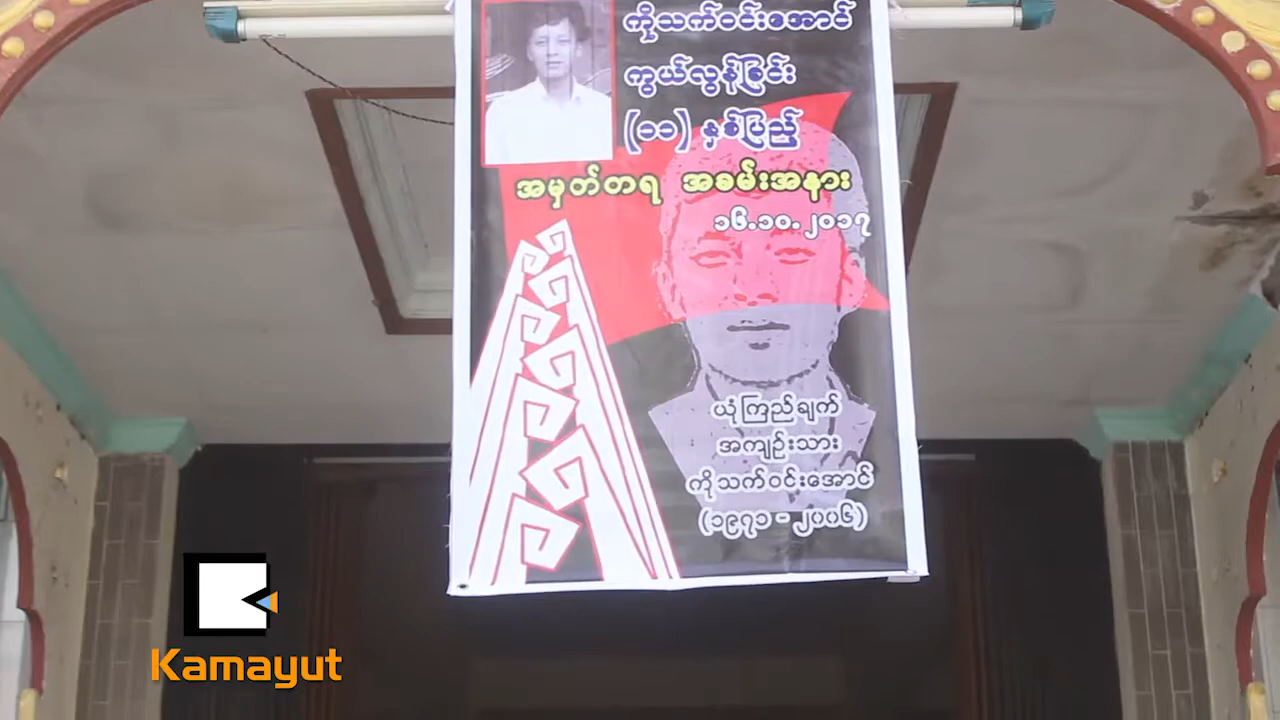 ကိုသက်ဝင်းအောင်
ကွယ်လွန်ခြင်း
(၁၁) နှစ်ပြည့်
အမှတ်တရ အခမ်းအနား
၁၆.၁၀.၂၀၁၇
ယုံကြည်ချက်
အကျဉ်းသား
ကိုသက်ဝင်းအောင်
(၁၉၇၁ - ၂၀၀၆)
Kamayut